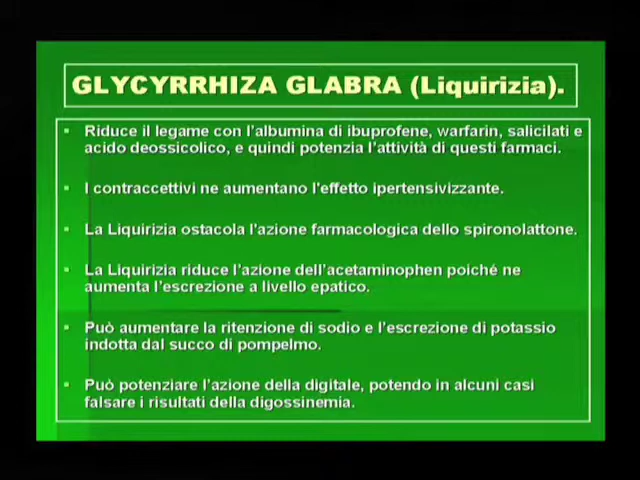 GLYCYRRHIZA GLABRA (Liquirizia).
▪ Riduce il legame con l'albumina di ibuprofene, warfarin, salicilati e
acido deossicolico, e quindi potenzia l'attività di questi farmaci.
▪ I contraccettivi ne aumentano l'effetto ipertensivizzante.
▪ La Liquirizia ostacola l'azione farmacologica dello spironolattone.
▪ La Liquirizia riduce l'azione dell'acetaminophen poiché ne
aumenta l'escrezione a livello epatico.
▪ Può aumentare la ritenzione di sodio e l'escrezione di potassio
indotta dal succo di pompelmo.
▪ Può potenziare l'azione della digitale, potendo in alcuni casi
falsare i risultati della digossinemia.